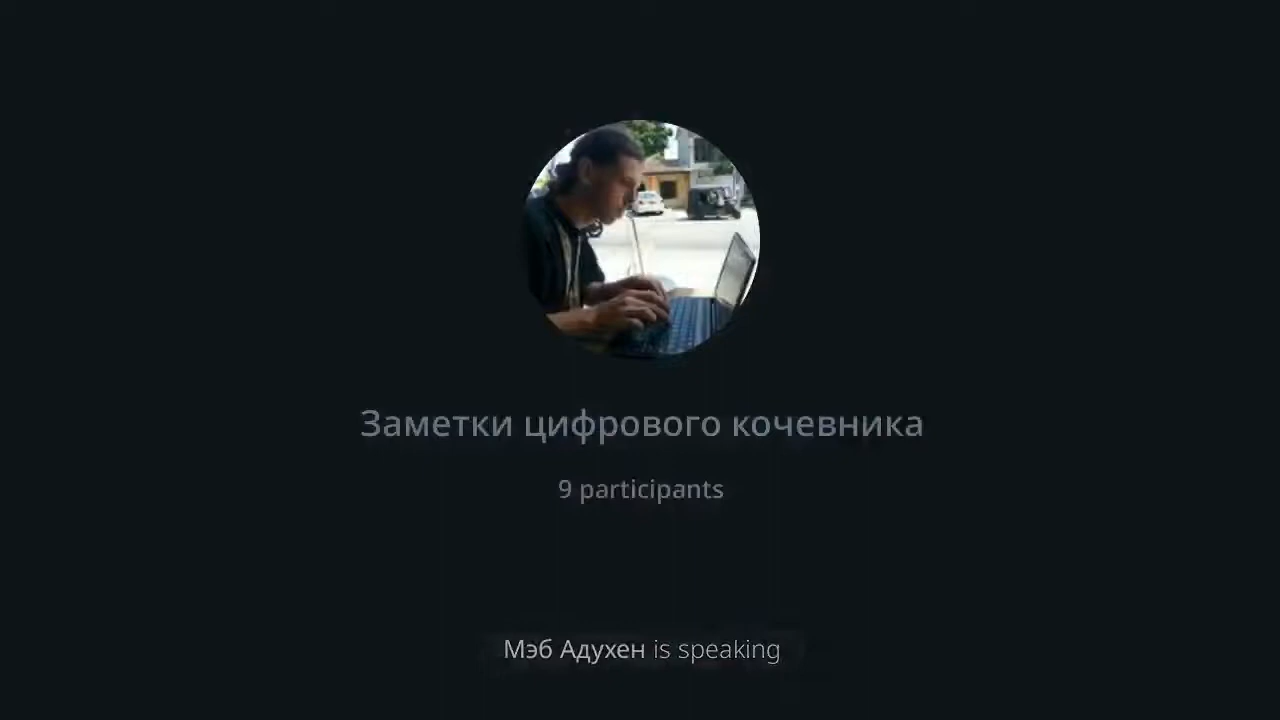 Заметки цифрового кочевника
9 participants
Мэб Адухен is speaking